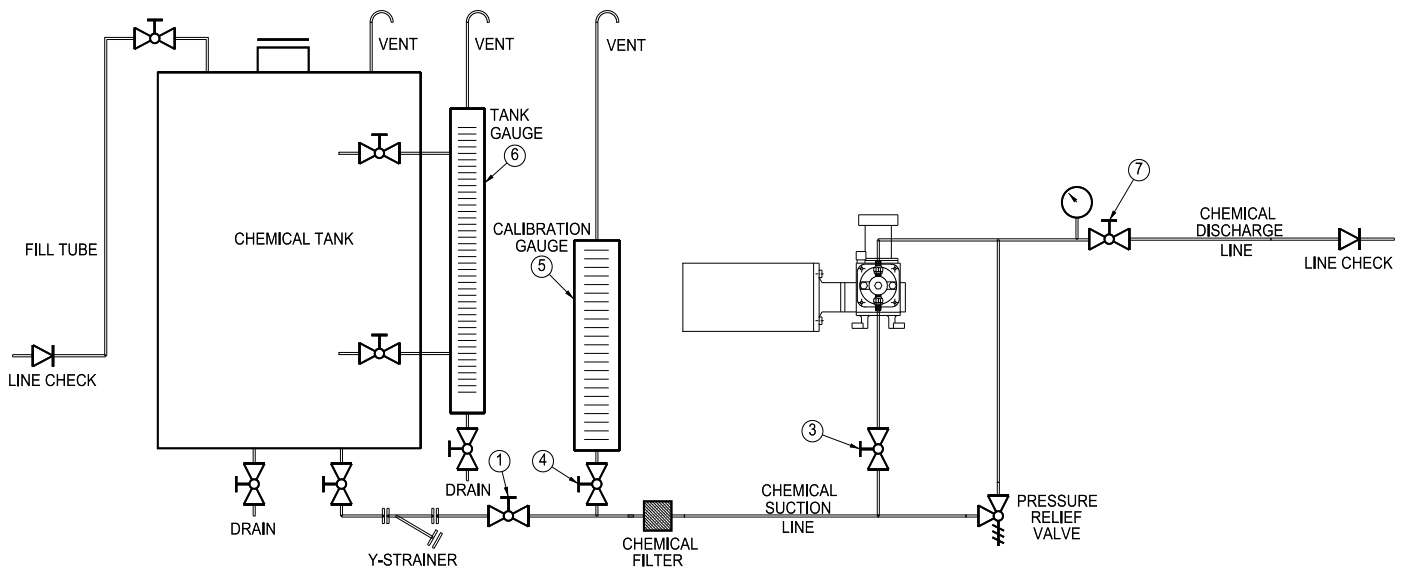 VENT
VENT
VENT
TANK
GAUGE
6
7
FILL TUBE
CHEMICAL TANK
CALIBRATION
GAUGE
5
CHEMICAL
DISCHARGE
LINE
LINE CHECK
LINE CHECK
3
1
4
DRAIN
DRAIN
Y-STRAINER
CHEMICAL
FILTER
CHEMICAL
SUCTION
LINE
PRESSURE
RELIEF
VALVE